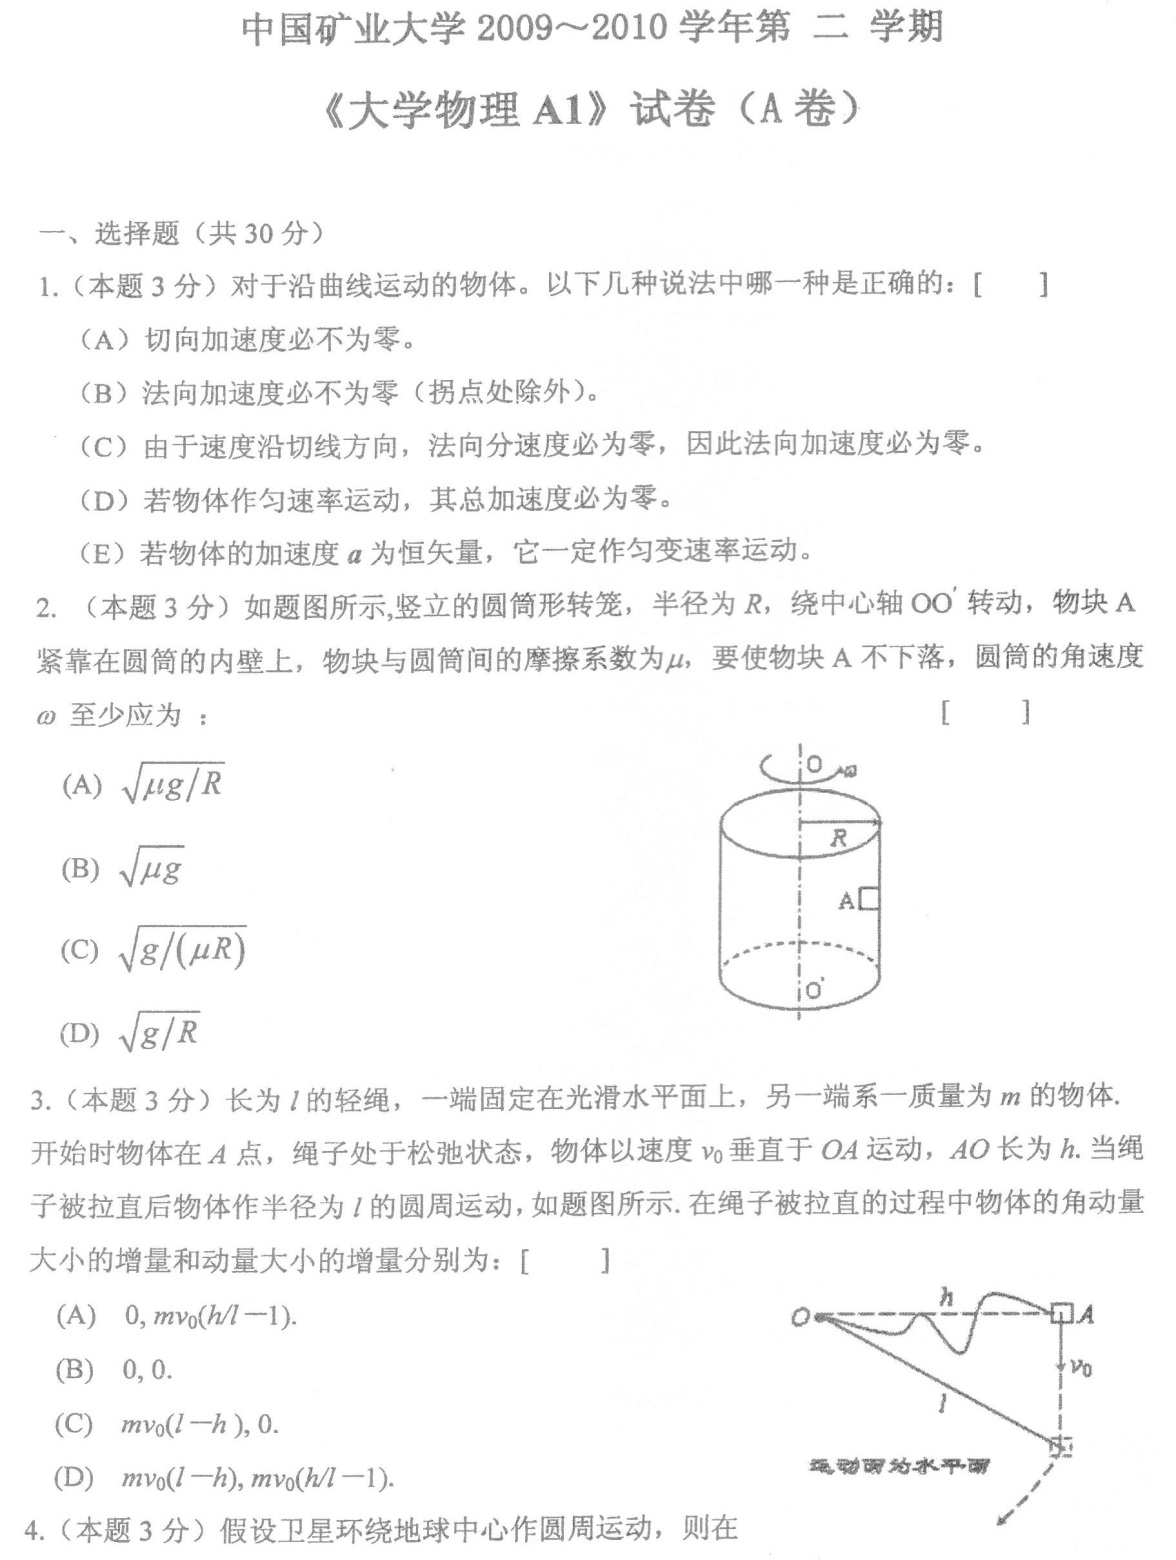 中国矿业大学 2009～2010 学年第 二 学期
《大学物理 A1》试卷（A 卷）
一、选择题（共 30 分）
1.（本题 3 分）对于沿曲线运动的物体。以下几种说法中哪一种是正确的：[ ]
（A）切向加速度必不为零。
（B）法向加速度必不为零（拐点处除外）。
（C）由于速度沿切线方向，法向分速度必为零，因此法向加速度必为零。
（D）若物体作匀速率运动，其总加速度必为零。
（E）若物体的加速度 a 为恒矢量，它一定作匀变速率运动。
2. （本题 3 分）如题图所示,竖立的圆筒形转笼，半径为 R，绕中心轴 OO′ 转动，物块 A
紧靠在圆筒的内壁上，物块与圆筒间的摩擦系数为μ，要使物块 A 不下落，圆筒的角速度
ω 至少应为 ： [ ]
O ω
(A) √(μg/R)
R
(B) √(μg)
A
(C) √(g/(μR))
O′
(D) √(g/R)
3.（本题 3 分）长为 l 的轻绳，一端固定在光滑水平面上，另一端系一质量为 m 的物体.
开始时物体在 A 点，绳子处于松弛状态，物体以速度 v₀ 垂直于 OA 运动，AO 长为 h. 当绳
子被拉直后物体作半径为 l 的圆周运动，如题图所示. 在绳子被拉直的过程中物体的角动量
大小的增量和动量大小的增量分别为：[ ]
(A) 0, mv₀(h/l－1).
O h A
(B) 0, 0.
v₀
(C) mv₀(l－h ), 0.
l
(D) mv₀(l－h), mv₀(h/l－1).
运动面为水平面
4.（本题 3 分）假设卫星环绕地球中心作圆周运动，则在